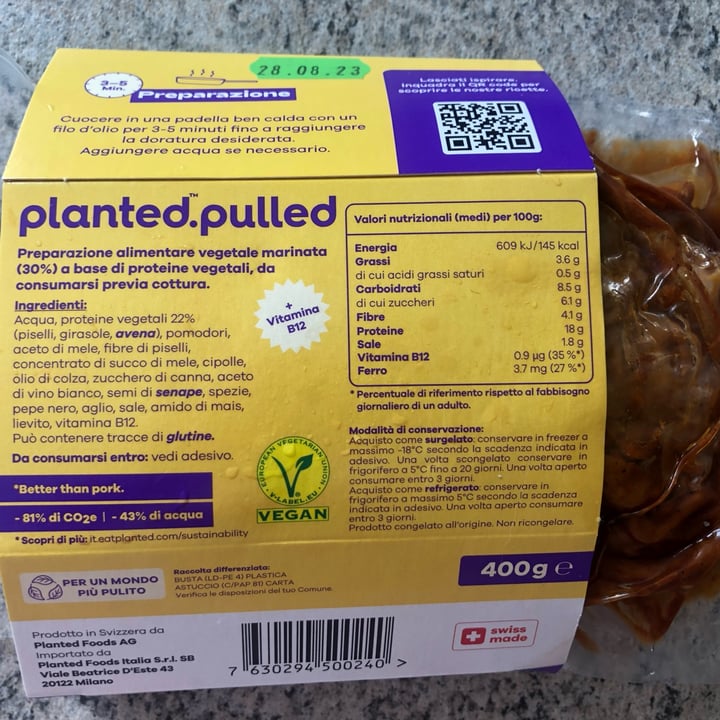 28.08.23
3-5
Min.
Preparazione
Cuocere in una padella ben calda con un
filo d'olio per 3-5 minuti fino a raggiungere
la doratura desiderata.
Aggiungere acqua se necessario.
Lasciati ispirare.
Inquadra il QR code per
scoprire le nostre ricette.
planted.™pulled
Preparazione alimentare vegetale marinata
(30%) a base di proteine vegetali, da
consumarsi previa cottura.
Ingredienti:
Acqua, proteine vegetali 22%
(piselli, girasole, avena), pomodori,
aceto di mele, fibre di piselli,
concentrato di succo di mele, cipolle,
olio di colza, zucchero di canna, aceto
di vino bianco, semi di senape, spezie,
pepe nero, aglio, sale, amido di mais,
lievito, vitamina B12.
Può contenere tracce di glutine.
Da consumarsi entro: vedi adesivo.
+
Vitamina
B12
*Better than pork.
- 81% di CO2e | - 43% di acqua
*Scopri di più: it.eatplanted.com/sustainability
EUROPEAN VEGETARIAN UNION
V-LABEL.EU
VEGAN
Valori nutrizionali (medi) per 100g:
Energia 609 kJ/145 kcal
Grassi 3.6 g
di cui acidi grassi saturi 0.5 g
Carboidrati 8.5 g
di cui zuccheri 6.1 g
Fibre 4.1 g
Proteine 18 g
Sale 1.8 g
Vitamina B12 0.9 µg (35 %*)
Ferro 3.7 mg (27 %*)
* Percentuale di riferimento rispetto al fabbisogno
giornaliero di un adulto.
Modalità di conservazione:
Acquisto come surgelato: conservare in freezer a
massimo -18°C secondo la scadenza indicata in
adesivo. Una volta scongelato conservare in
frigorifero a 5°C fino a 20 giorni. Una volta aperto
consumare entro 3 giorni.
Acquisto come refrigerato: conservare in
frigorifero a massimo 5°C secondo la scadenza
indicata in adesivo. Una volta aperto consumare
entro 3 giorni.
Prodotto congelato all'origine. Non ricongelare.
400g e
PER UN MONDO
PIÙ PULITO
Raccolta differenziata:
BUSTA (LD-PE 4) PLASTICA
ASTUCCIO (C/PAP 81) CARTA
Verifica le disposizioni del tuo Comune.
Prodotto in Svizzera da
Planted Foods AG
Importato da
Planted Foods Italia S.r.l. SB
Viale Beatrice D'Este 43
20122 Milano
7 630294 500240 >
swiss
made